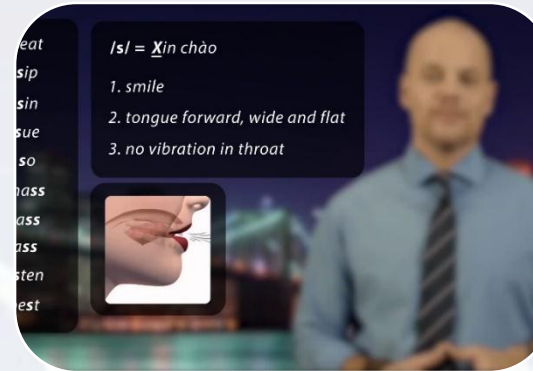 eat
sip
sin
sue
so
ass
ass
ass
sten
est
/s/ = Xin chào
1. smile
2. tongue forward, wide and flat
3. no vibration in throat